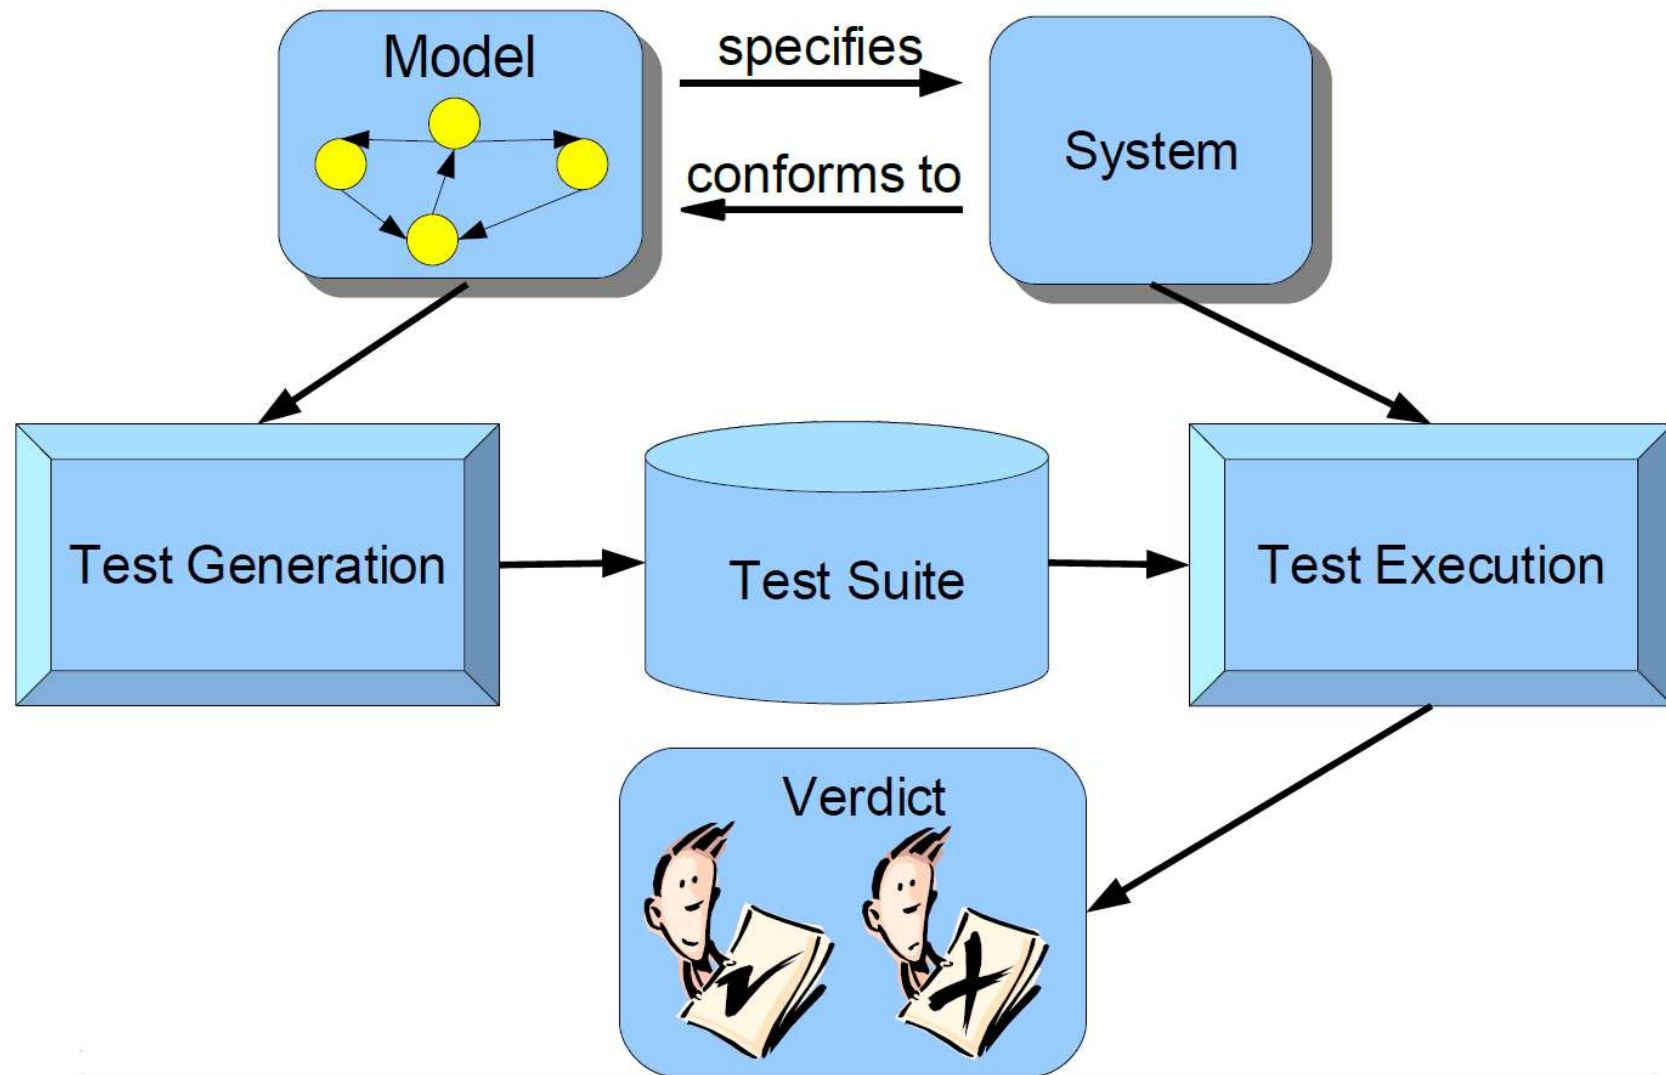 Model
specifies
System
conforms to
Test Generation
Test Suite
Test Execution
Verdict